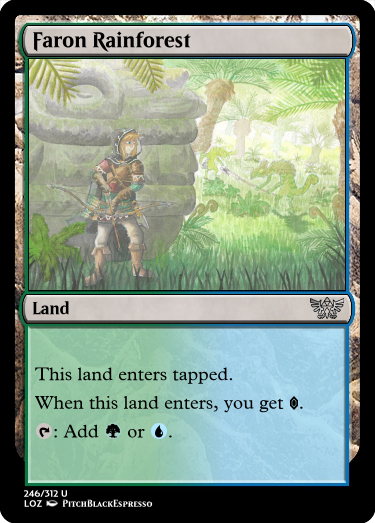 Faron Rainforest
Land
This land enters tapped.
When this land enters, you get .
: Add or .
246/312 U
LOZ PitchBlackEspresso